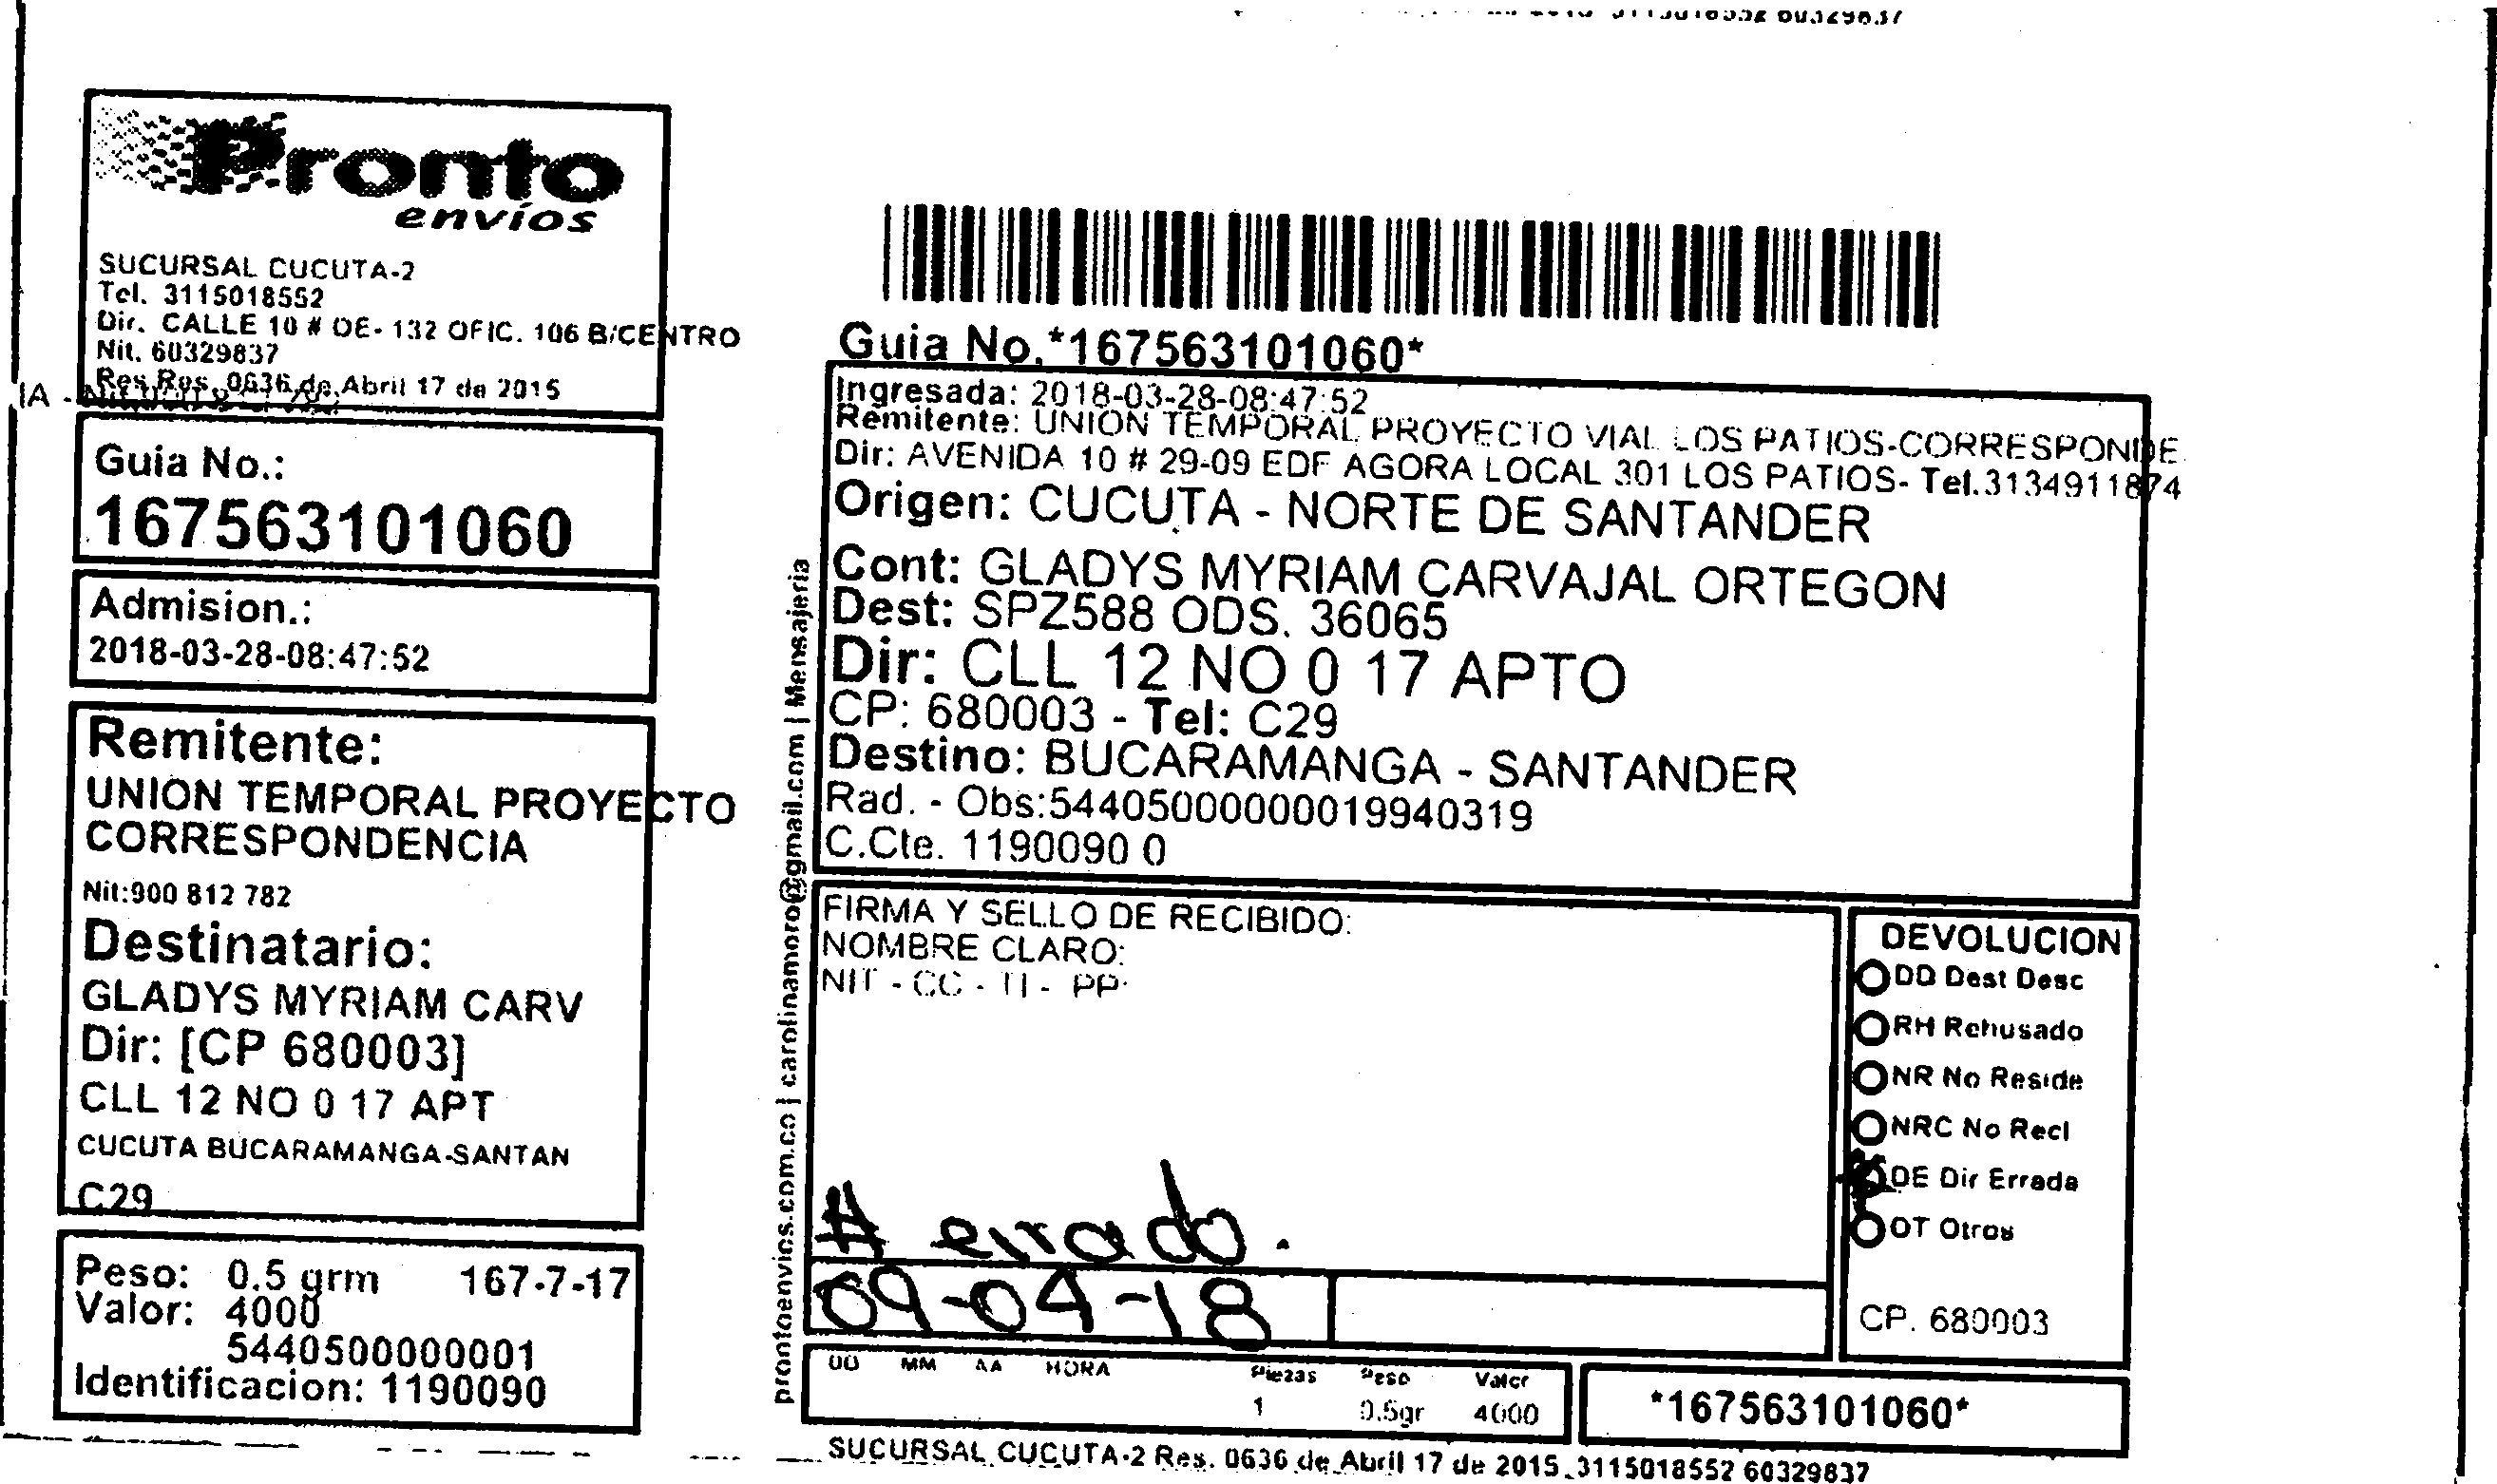 3115018552 60329837
Pronto
envíos
SUCURSAL CUCUTA-2
Tel. 3115018552
Dir. CALLE 10 # OE- 132 OFIC. 106 B/CENTRO
Nit. 60329837
Res.Res. 0636 de Abril 17 de 2015
IA -
Guia No.:
167563101060
Admision.:
2018-03-28-08:47:52
Remitente:
UNION TEMPORAL PROYECTO
CORRESPONDENCIA
Nit:900 812 782
Destinatario:
GLADYS MYRIAM CARV
Dir: [CP 680003]
CLL 12 NO 0 17 APT
CUCUTA BUCARAMANGA-SANTAN
C29
Peso: 0.5 grm 167-7-17
Valor: 4000
5440500000001
Identificacion: 1190090
prontoenvios.com.co | carolinamoro@gmail.com | Mensajeria
Guia No.*167563101060*
Ingresada: 2018-03-28-08:47:52
Remitente: UNION TEMPORAL PROYECTO VIAL LOS PATIOS-CORRESPONDE
Dir: AVENIDA 10 # 29-09 EDF AGORA LOCAL 301 LOS PATIOS- Tel.3134911874
Origen: CUCUTA - NORTE DE SANTANDER
Cont: GLADYS MYRIAM CARVAJAL ORTEGON
Dest: SPZ588 ODS. 36065
Dir: CLL 12 NO 0 17 APTO
CP: 680003 - Tel: C29
Destino: BUCARAMANGA - SANTANDER
Rad. - Obs:544050000000019940319
C.Cte. 1190090 0
FIRMA Y SELLO DE RECIBIDO:
NOMBRE CLARO:
NIT - CC - TI - PP:
# errado.
09-04-18
DD MM AA HORA
Piezas Peso Valor
1 0.5gr 4000
DEVOLUCION
DD Dest Desc
RH Rehusado
NR No Reside
NRC No Recl
DE Dir Errada
OT Otros
CP. 680003
*167563101060*
SUCURSAL CUCUTA-2 Res. 0636 de Abril 17 de 2015 3115018552 60329837